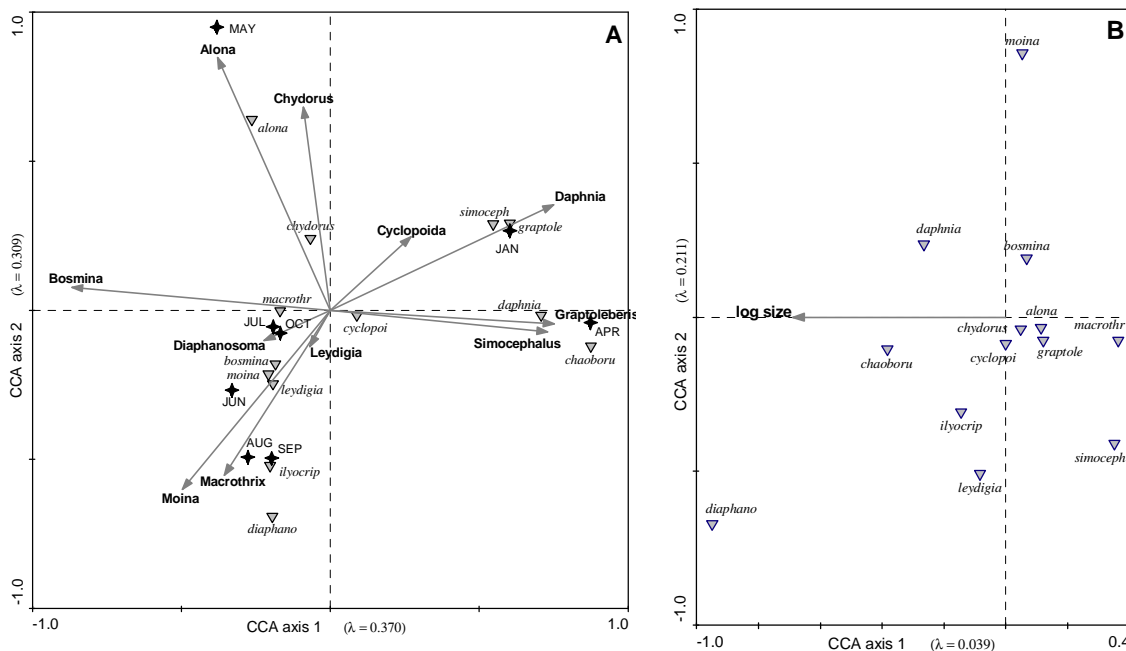 1.0
A
MAY
Alona
Chydorus
alona
Daphnia
simoceph
graptole
chydorus
Cyclopoida
JAN
Bosmina
macrothr
daphnia
Graptoleberis
JUL
OCT
cyclopoi
APR
Diaphanosoma
Leydigia
Simocephalus
chaoboru
bosmina
moina
leydigia
JUN
AUG
SEP
ilyocrip
Macrothrix
Moina
diaphano
CCA axis 2 (λ = 0.309)
-1.0
-1.0
CCA axis 1 (λ = 0.370)
1.0
1.0
B
moina
daphnia
bosmina
log size
alona
chydorus
macrothr
cyclopoi
graptole
chaoboru
ilyocrip
simoceph
leydigia
diaphano
CCA axis 2 (λ = 0.211)
-1.0
-1.0
CCA axis 1 (λ = 0.039)
0.4